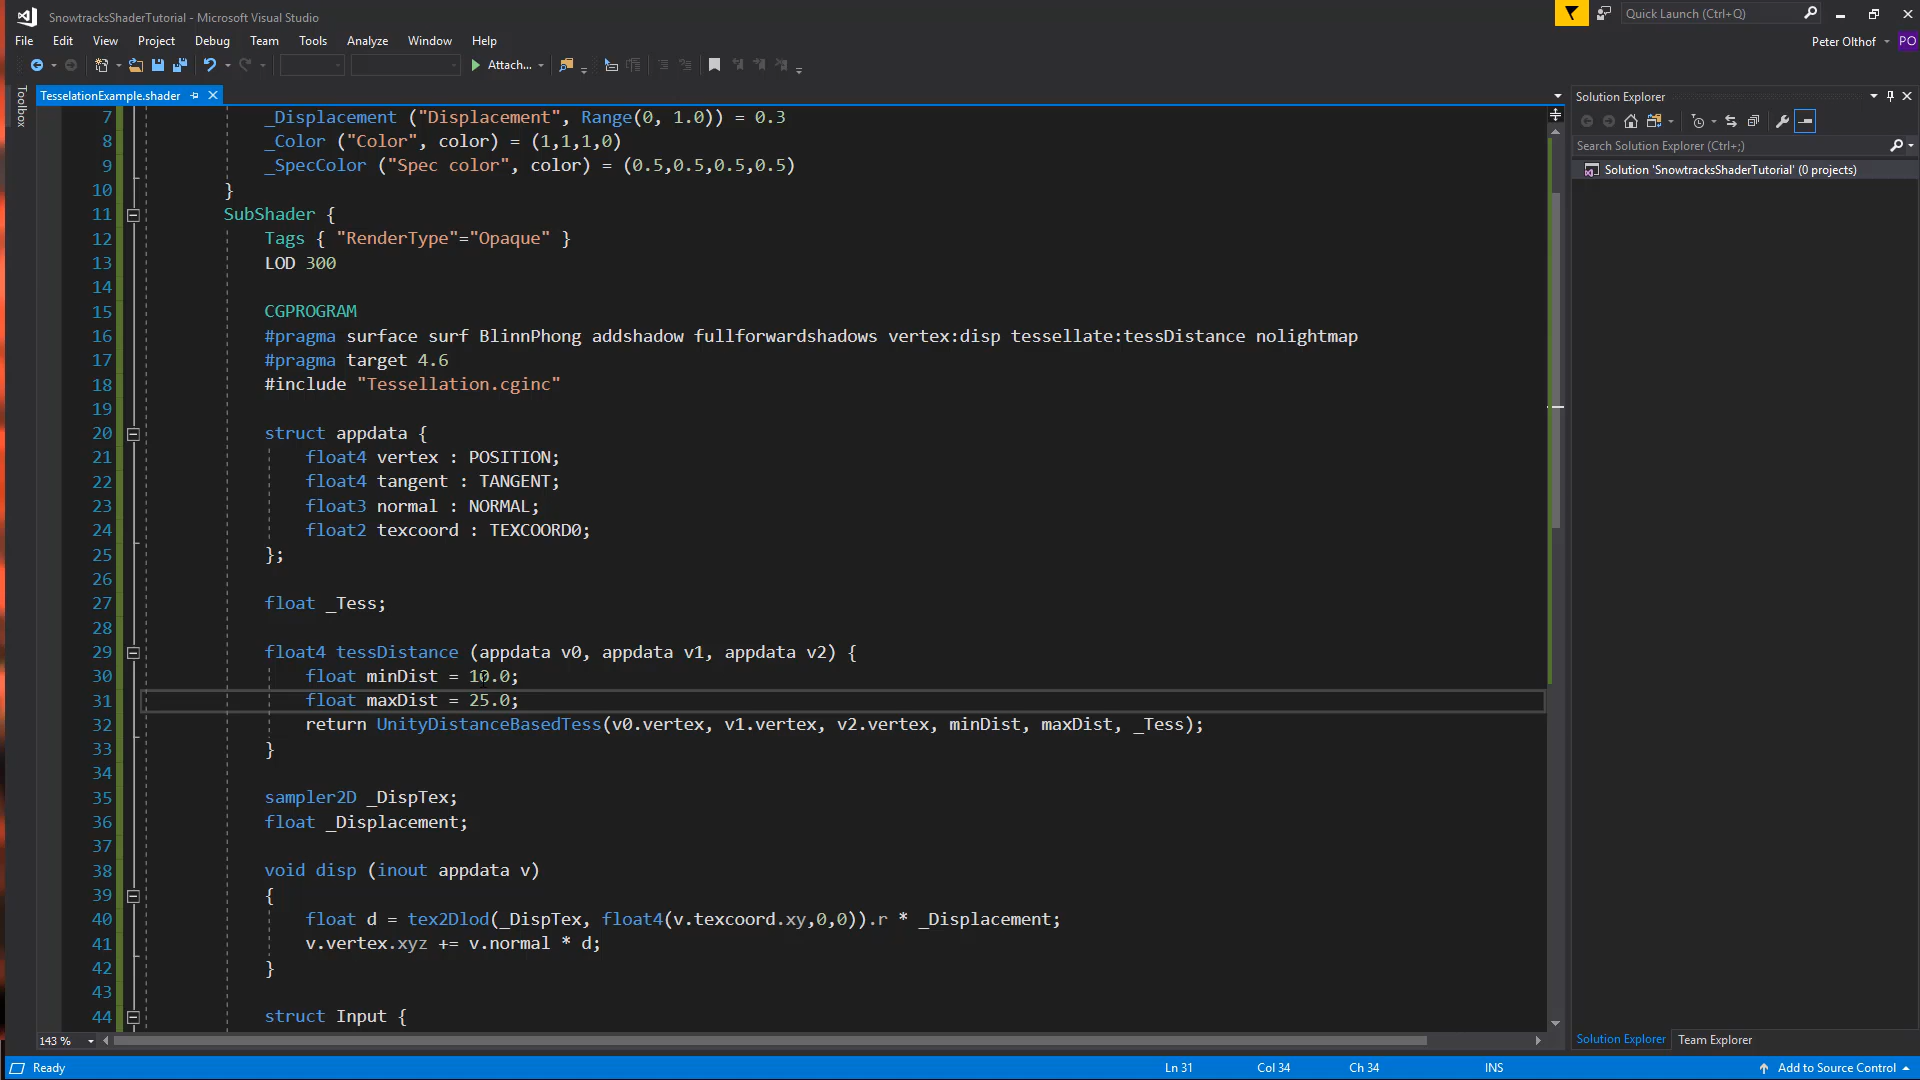 SnowtracksShaderTutorial - Microsoft Visual Studio
Quick Launch (Ctrl+Q)
File Edit View Project Debug Team Tools Analyze Window Help
Peter Olthof PO
Attach...
Toolbox
TesselationExample.shader
Solution Explorer
Search Solution Explorer (Ctrl+;)
Solution 'SnowtracksShaderTutorial' (0 projects)
7 _Displacement ("Displacement", Range(0, 1.0)) = 0.3
8 _Color ("Color", color) = (1,1,1,0)
9 _SpecColor ("Spec color", color) = (0.5,0.5,0.5,0.5)
10 }
11 SubShader {
12 Tags { "RenderType"="Opaque" }
13 LOD 300
14
15 CGPROGRAM
16 #pragma surface surf BlinnPhong addshadow fullforwardshadows vertex:disp tessellate:tessDistance nolightmap
17 #pragma target 4.6
18 #include "Tessellation.cginc"
19
20 struct appdata {
21 float4 vertex : POSITION;
22 float4 tangent : TANGENT;
23 float3 normal : NORMAL;
24 float2 texcoord : TEXCOORD0;
25 };
26
27 float _Tess;
28
29 float4 tessDistance (appdata v0, appdata v1, appdata v2) {
30 float minDist = 10.0;
31 float maxDist = 25.0;
32 return UnityDistanceBasedTess(v0.vertex, v1.vertex, v2.vertex, minDist, maxDist, _Tess);
33 }
34
35 sampler2D _DispTex;
36 float _Displacement;
37
38 void disp (inout appdata v)
39 {
40 float d = tex2Dlod(_DispTex, float4(v.texcoord.xy,0,0)).r * _Displacement;
41 v.vertex.xyz += v.normal * d;
42 }
43
44 struct Input {
143 %
Solution Explorer Team Explorer
Ready Ln 31 Col 34 Ch 34 INS Add to Source Control